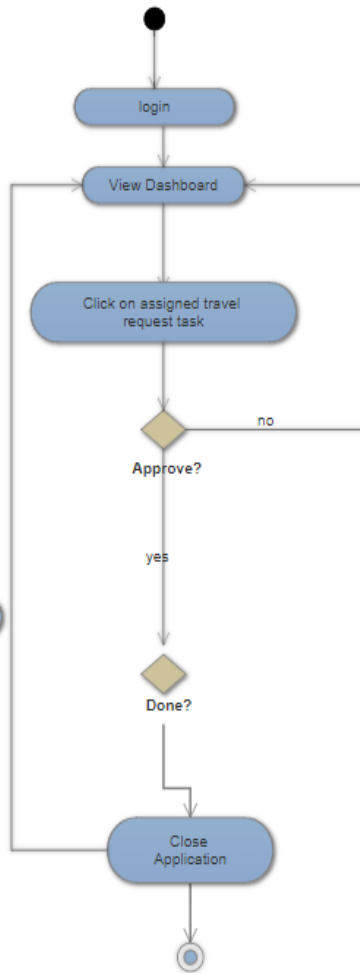 login
View Dashboard
Click on assigned travel
request task
no
Approve?
yes
Done?
Close
Application